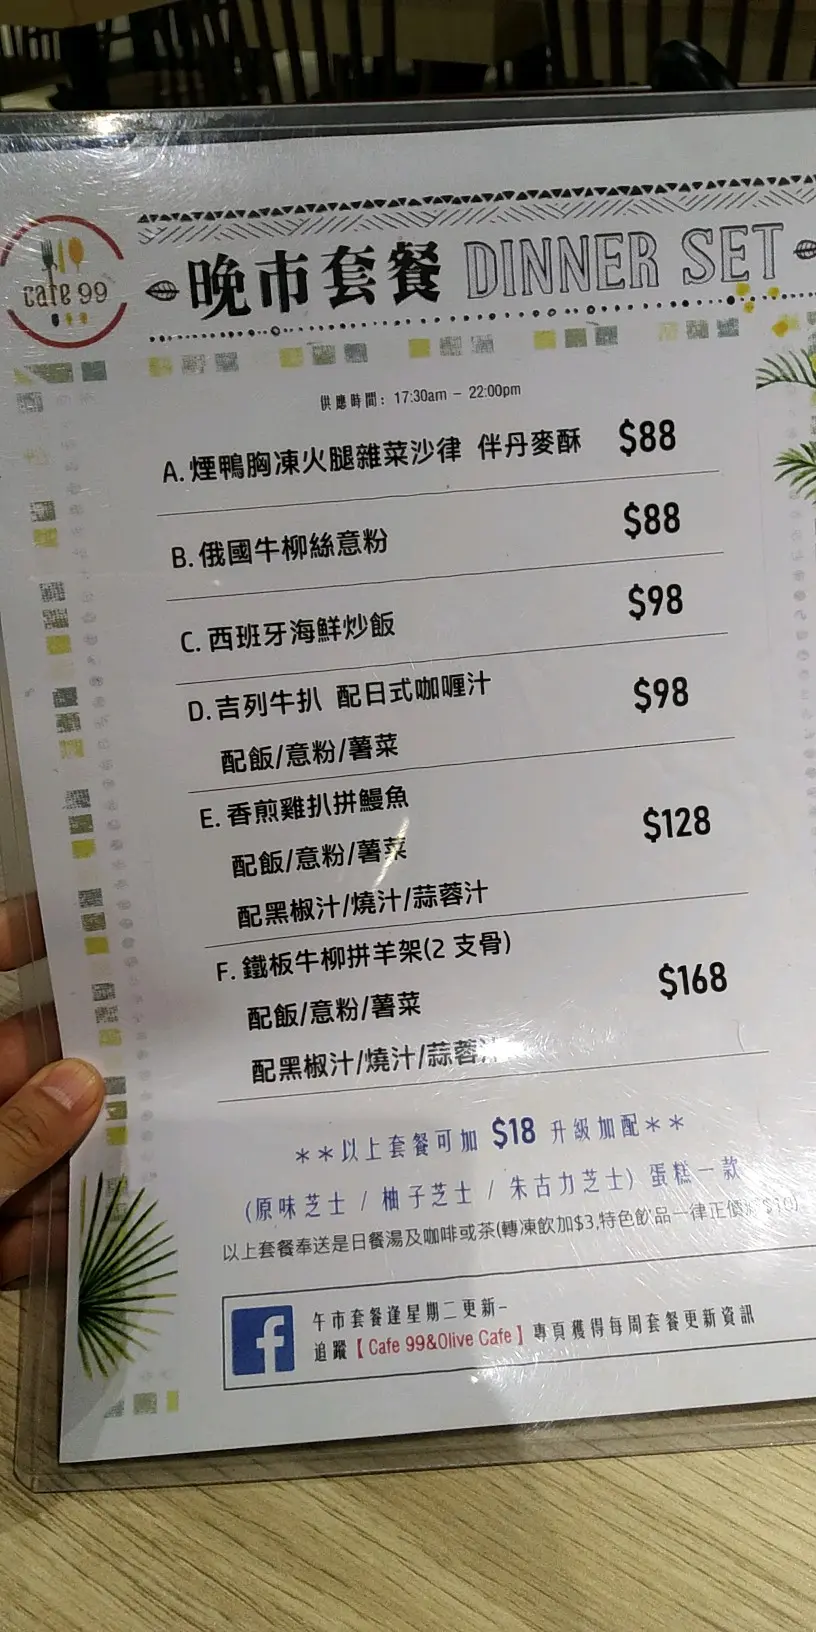 cafe 99
晚市套餐 DINNER SET
供應時間: 17:30am - 22:00pm
A. 煙鴨胸凍火腿雜菜沙律 伴丹麥酥 $88
B. 俄國牛柳絲意粉 $88
C. 西班牙海鮮炒飯 $98
D. 吉列牛扒 配日式咖喱汁 $98
配飯/意粉/薯菜
E. 香煎雞扒拼鰻魚
配飯/意粉/薯菜 $128
配黑椒汁/燒汁/蒜蓉汁
F. 鐵板牛柳拼羊架(2 支骨)
配飯/意粉/薯菜 $168
配黑椒汁/燒汁/蒜蓉汁
**以上套餐可加 $18 升級加配**
(原味芝士 / 柚子芝士 / 朱古力芝士) 蛋糕一款
以上套餐奉送是日餐湯及咖啡或茶(轉凍飲加$3,特色飲品一律正價 $10)
午市套餐逢星期二更新-
追蹤【 Cafe 99&Olive Cafe 】專頁獲得每周套餐更新資訊